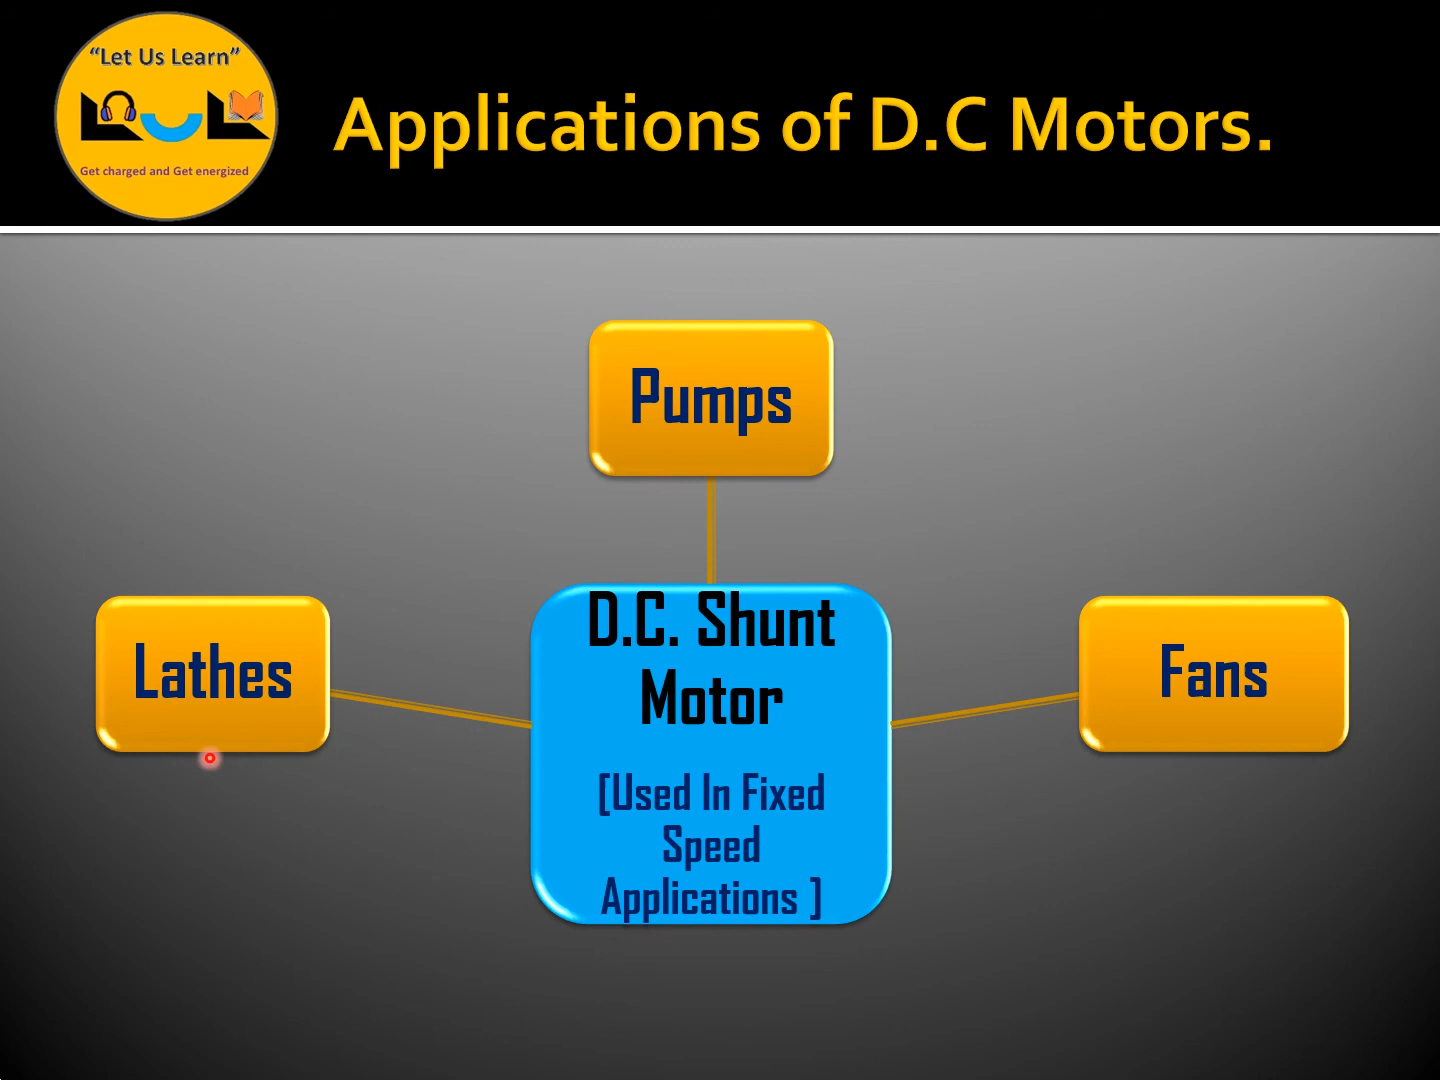 “Let Us Learn”
Get charged and Get energized
Applications of D.C Motors.
Pumps
Lathes
D.C. Shunt
Motor
[Used In Fixed
Speed
Applications ]
Fans